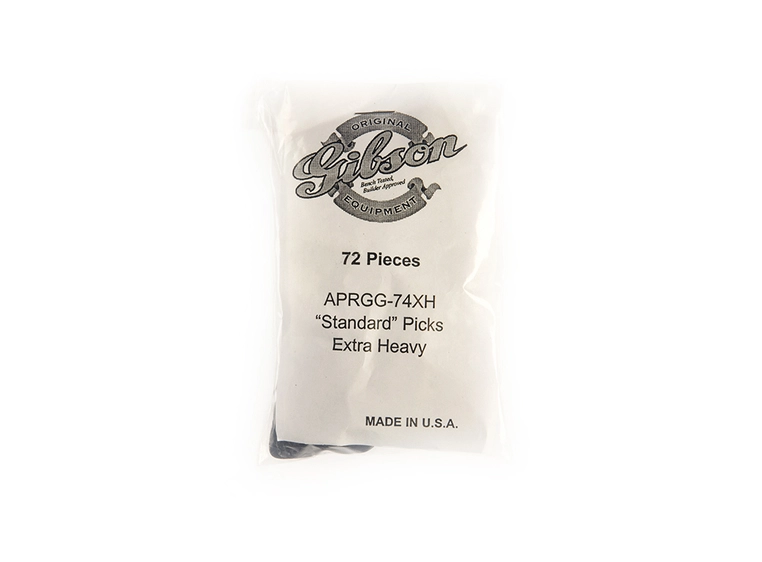 ORIGINAL
Gibson
Bench Tested,
Builder Approved
EQUIPMENT
72 Pieces
APRGG-74XH
“Standard” Picks
Extra Heavy
MADE IN U.S.A.